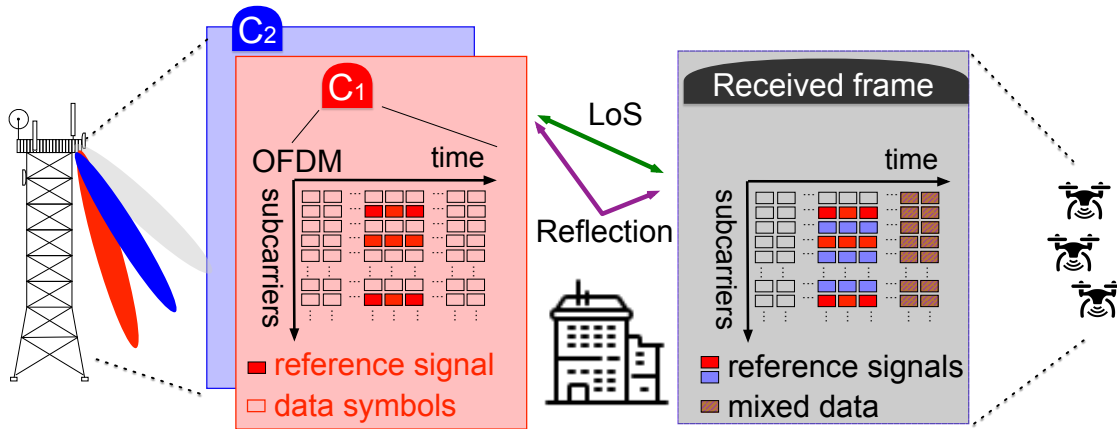 C2
C1
OFDM
time
subcarriers
reference signal
data symbols
LoS
Reflection
Received frame
time
subcarriers
reference signals
mixed data